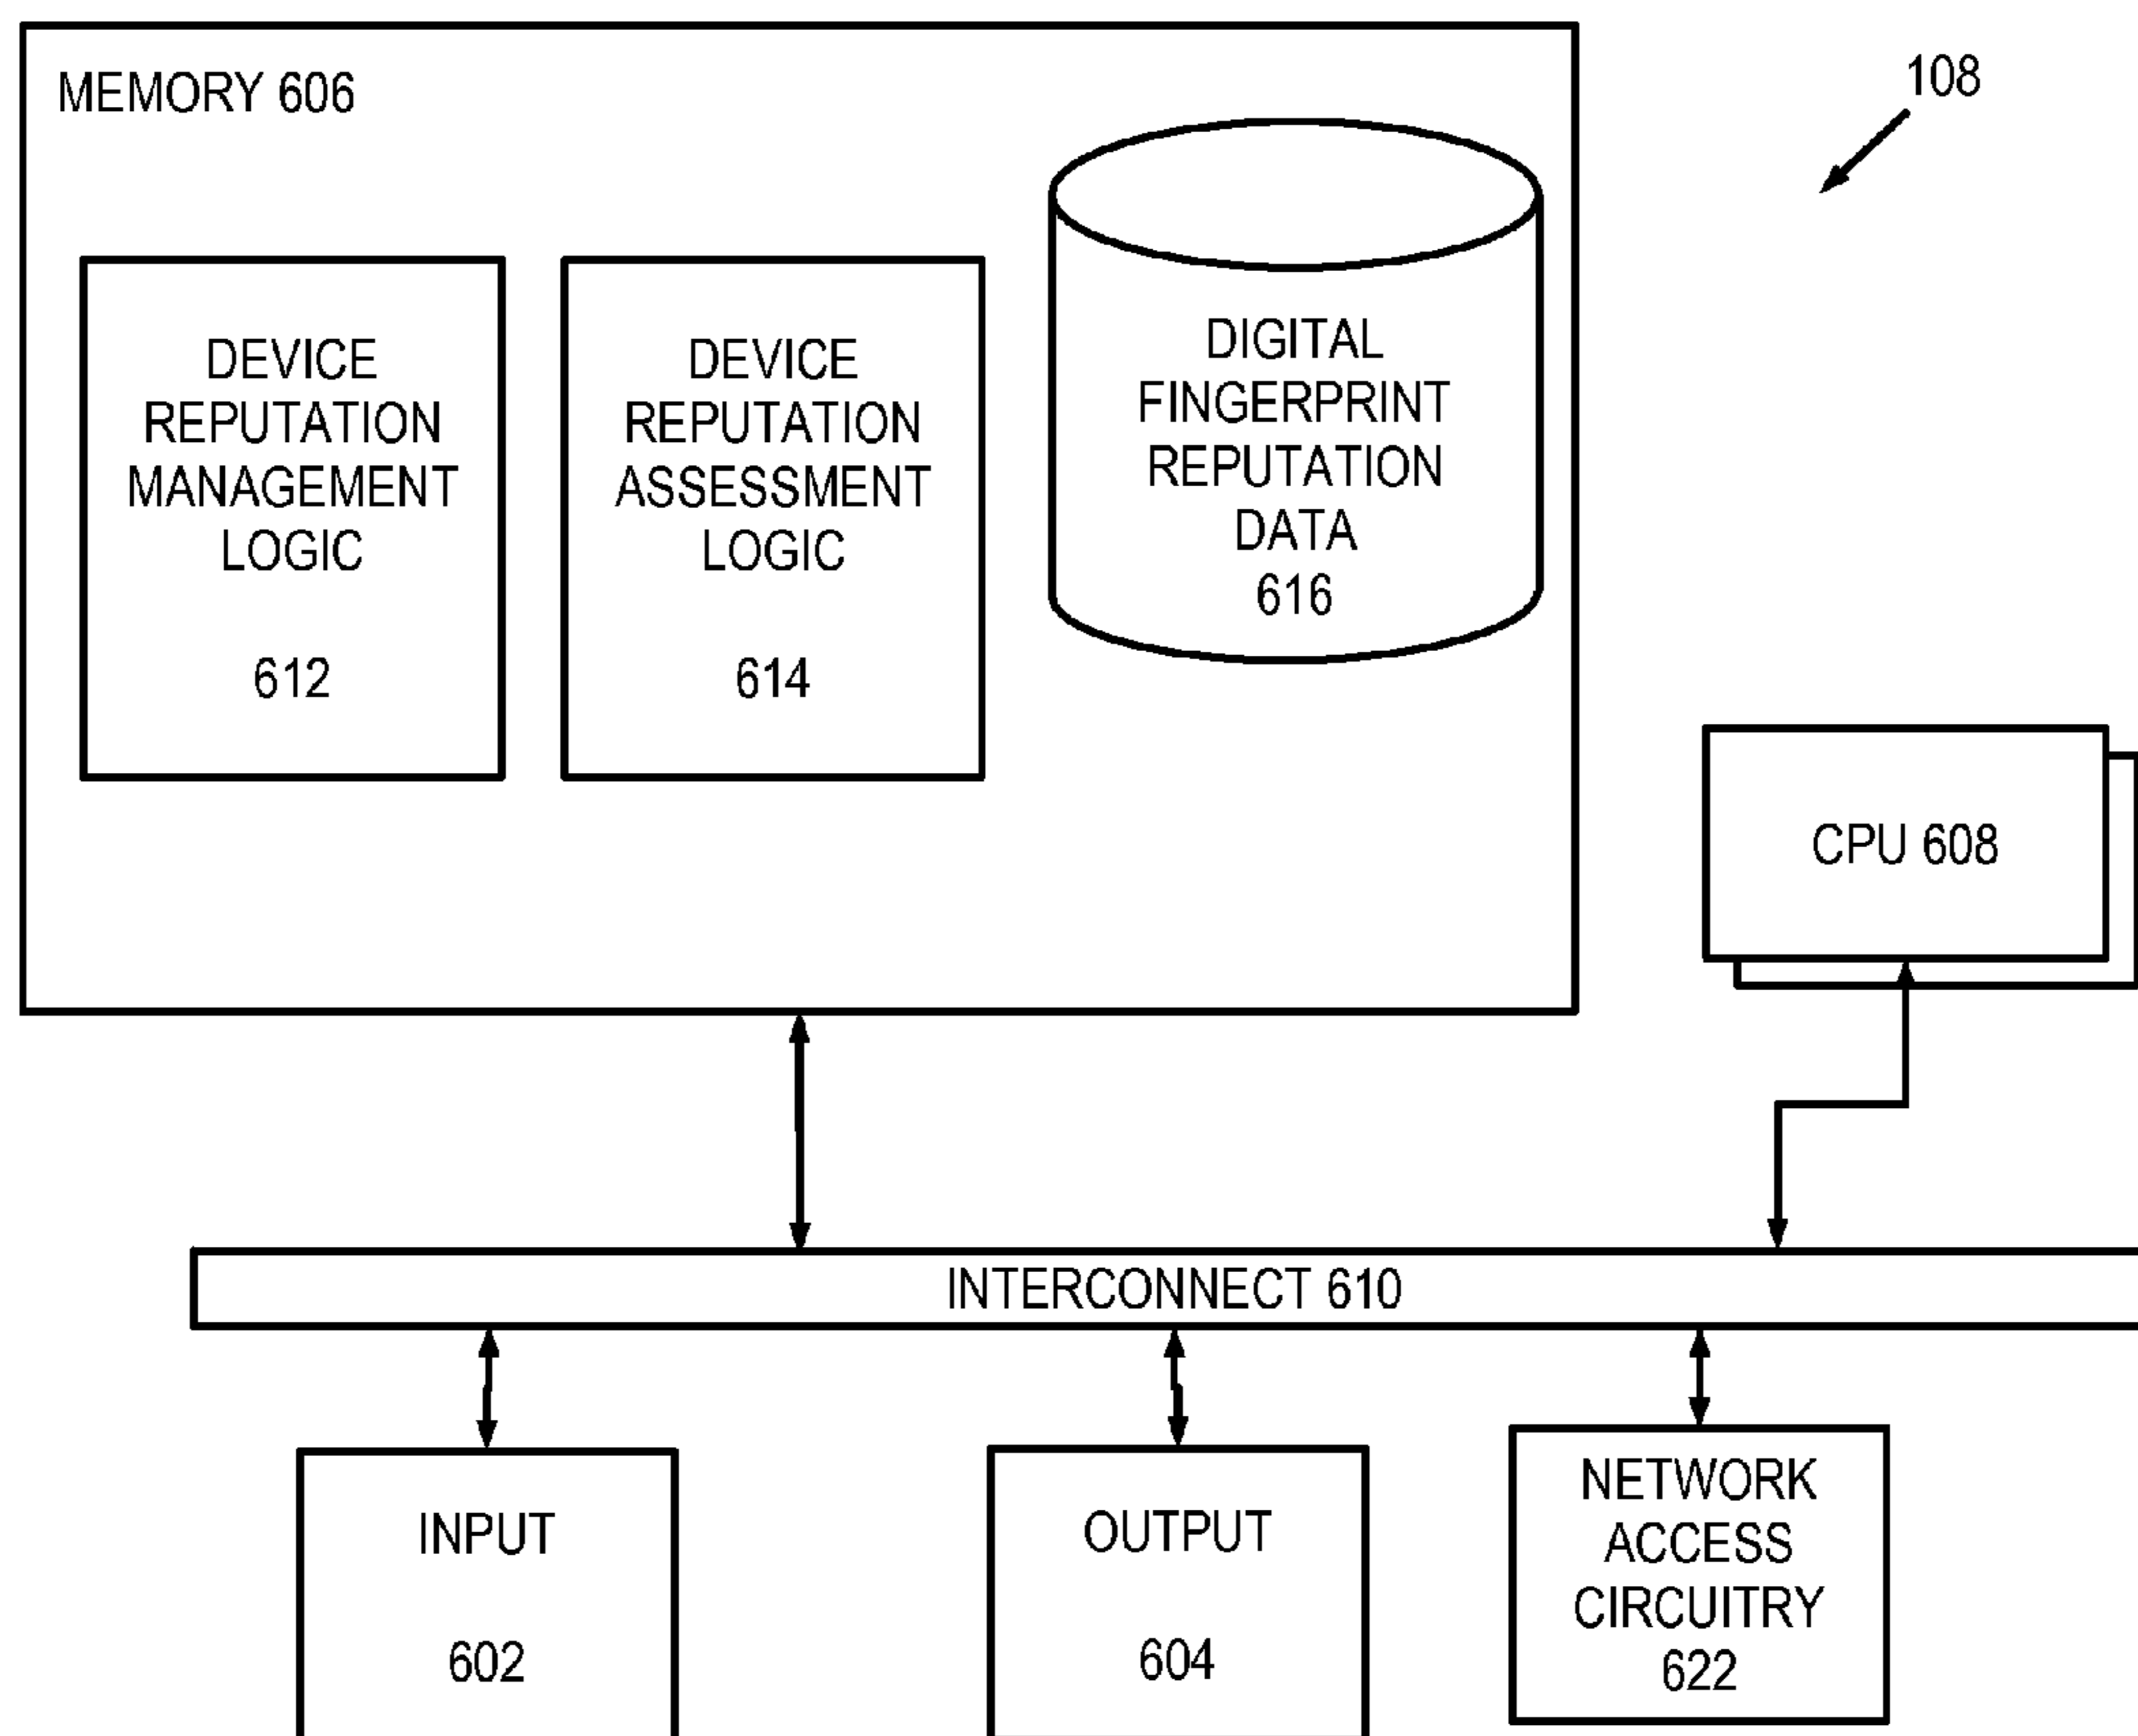 MEMORY 606
108
DEVICE
REPUTATION
MANAGEMENT
LOGIC
612
DEVICE
REPUTATION
ASSESSMENT
LOGIC
614
DIGITAL
FINGERPRINT
REPUTATION
DATA
616
CPU 608
INTERCONNECT 610
INPUT
602
OUTPUT
604
NETWORK
ACCESS
CIRCUITRY
622